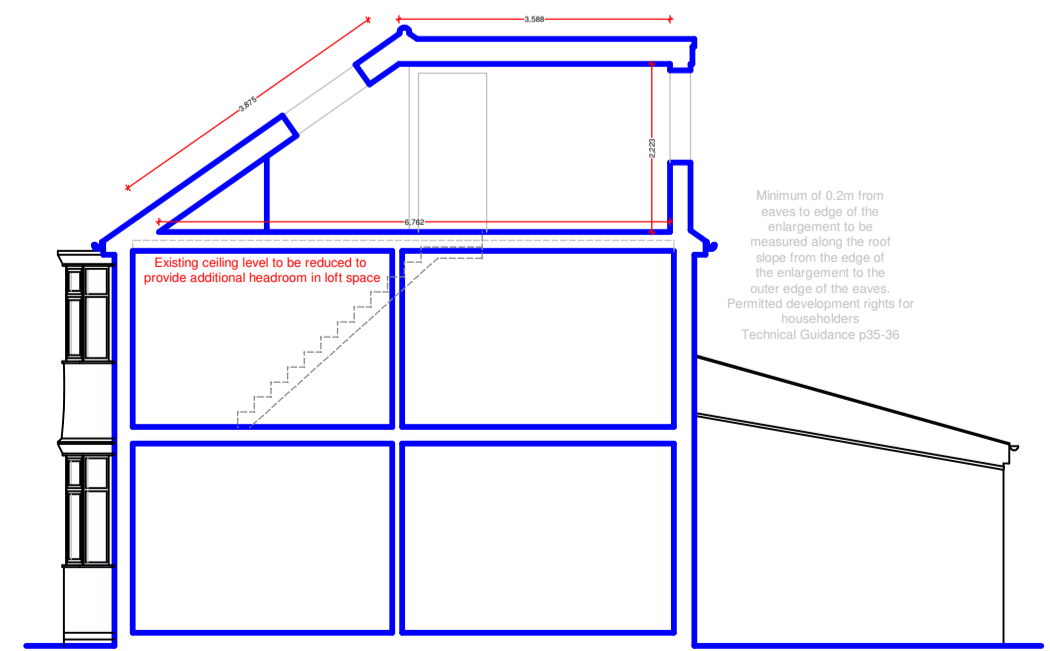 3,588
3,875
2,223
6,762
Existing ceiling level to be reduced to
provide additional headroom in loft space
Minimum of 0.2m from
eaves to edge of the
enlargement to be
measured along the roof
slope from the edge of
the enlargement to the
outer edge of the eaves.
Permitted development rights for
householders
Technical Guidance p35-36